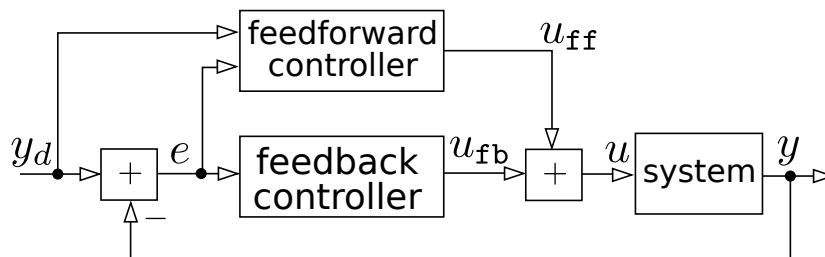 feedforward
controller
u_ff
y_d
+
e
−
feedback
controller
u_fb
+
u
system
y